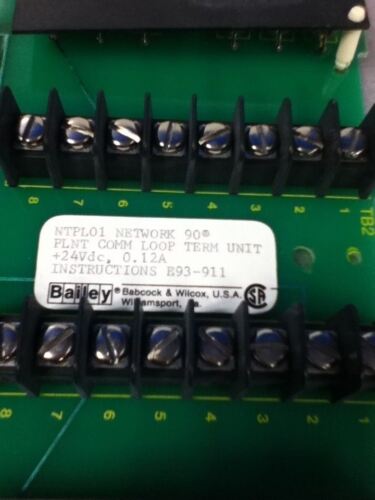 8 7 6 5 4 3 2 1
TB2
NTPL01 NETWORK 90®
PLNT COMM LOOP TERM UNIT
+24Vdc, 0.12A
INSTRUCTIONS E93-911
Bailey® Babcock & Wilcox, U.S.A.
Williamsport, Pa.
8 7 6 5 4 3 2 1